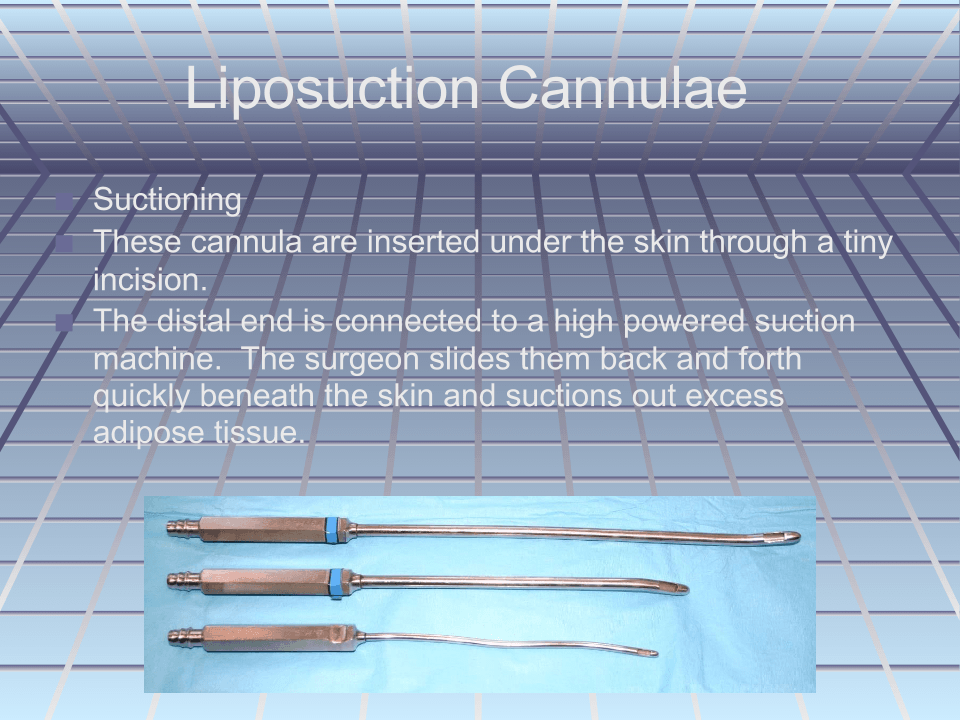 Liposuction Cannulae
Suctioning
These cannula are inserted under the skin through a tiny
incision.
The distal end is connected to a high powered suction
machine.  The surgeon slides them back and forth
quickly beneath the skin and suctions out excess
adipose tissue.